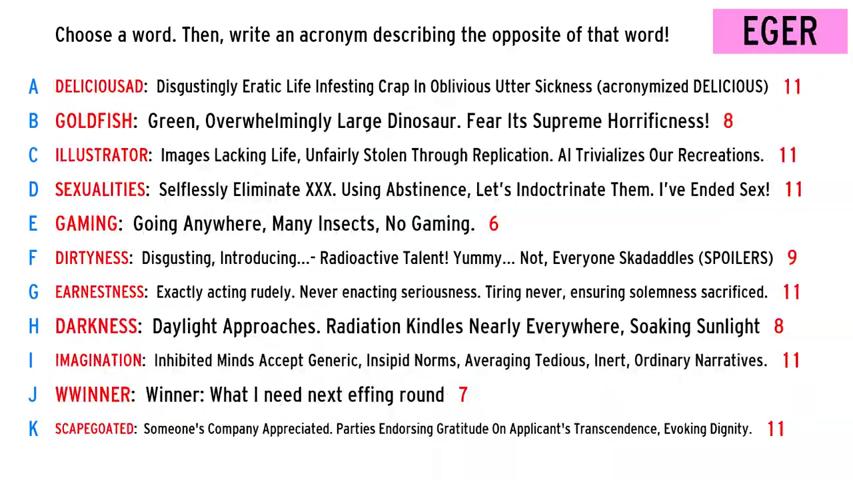 Choose a word. Then, write an acronym describing the opposite of that word!
EGER
A DELICIOUSAD: Disgustingly Eratic Life Infesting Crap In Oblivious Utter Sickness (acronymized DELICIOUS) 11
B GOLDFISH: Green, Overwhelmingly Large Dinosaur. Fear Its Supreme Horrificness! 8
C ILLUSTRATOR: Images Lacking Life, Unfairly Stolen Through Replication. AI Trivializes Our Recreations. 11
D SEXUALITIES: Selflessly Eliminate XXX. Using Abstinence, Let's Indoctrinate Them. I've Ended Sex! 11
E GAMING: Going Anywhere, Many Insects, No Gaming. 6
F DIRTYNESS: Disgusting, Introducing...- Radioactive Talent! Yummy... Not, Everyone Skadaddles (SPOILERS) 9
G EARNESTNESS: Exactly acting rudely. Never enacting seriousness. Tiring never, ensuring solemness sacrificed. 11
H DARKNESS: Daylight Approaches. Radiation Kindles Nearly Everywhere, Soaking Sunlight 8
I IMAGINATION: Inhibited Minds Accept Generic, Insipid Norms, Averaging Tedious, Inert, Ordinary Narratives. 11
J WWINNER: Winner: What I need next effing round 7
K SCAPEGOATED: Someone's Company Appreciated. Parties Endorsing Gratitude On Applicant's Transcendence, Evoking Dignity. 11